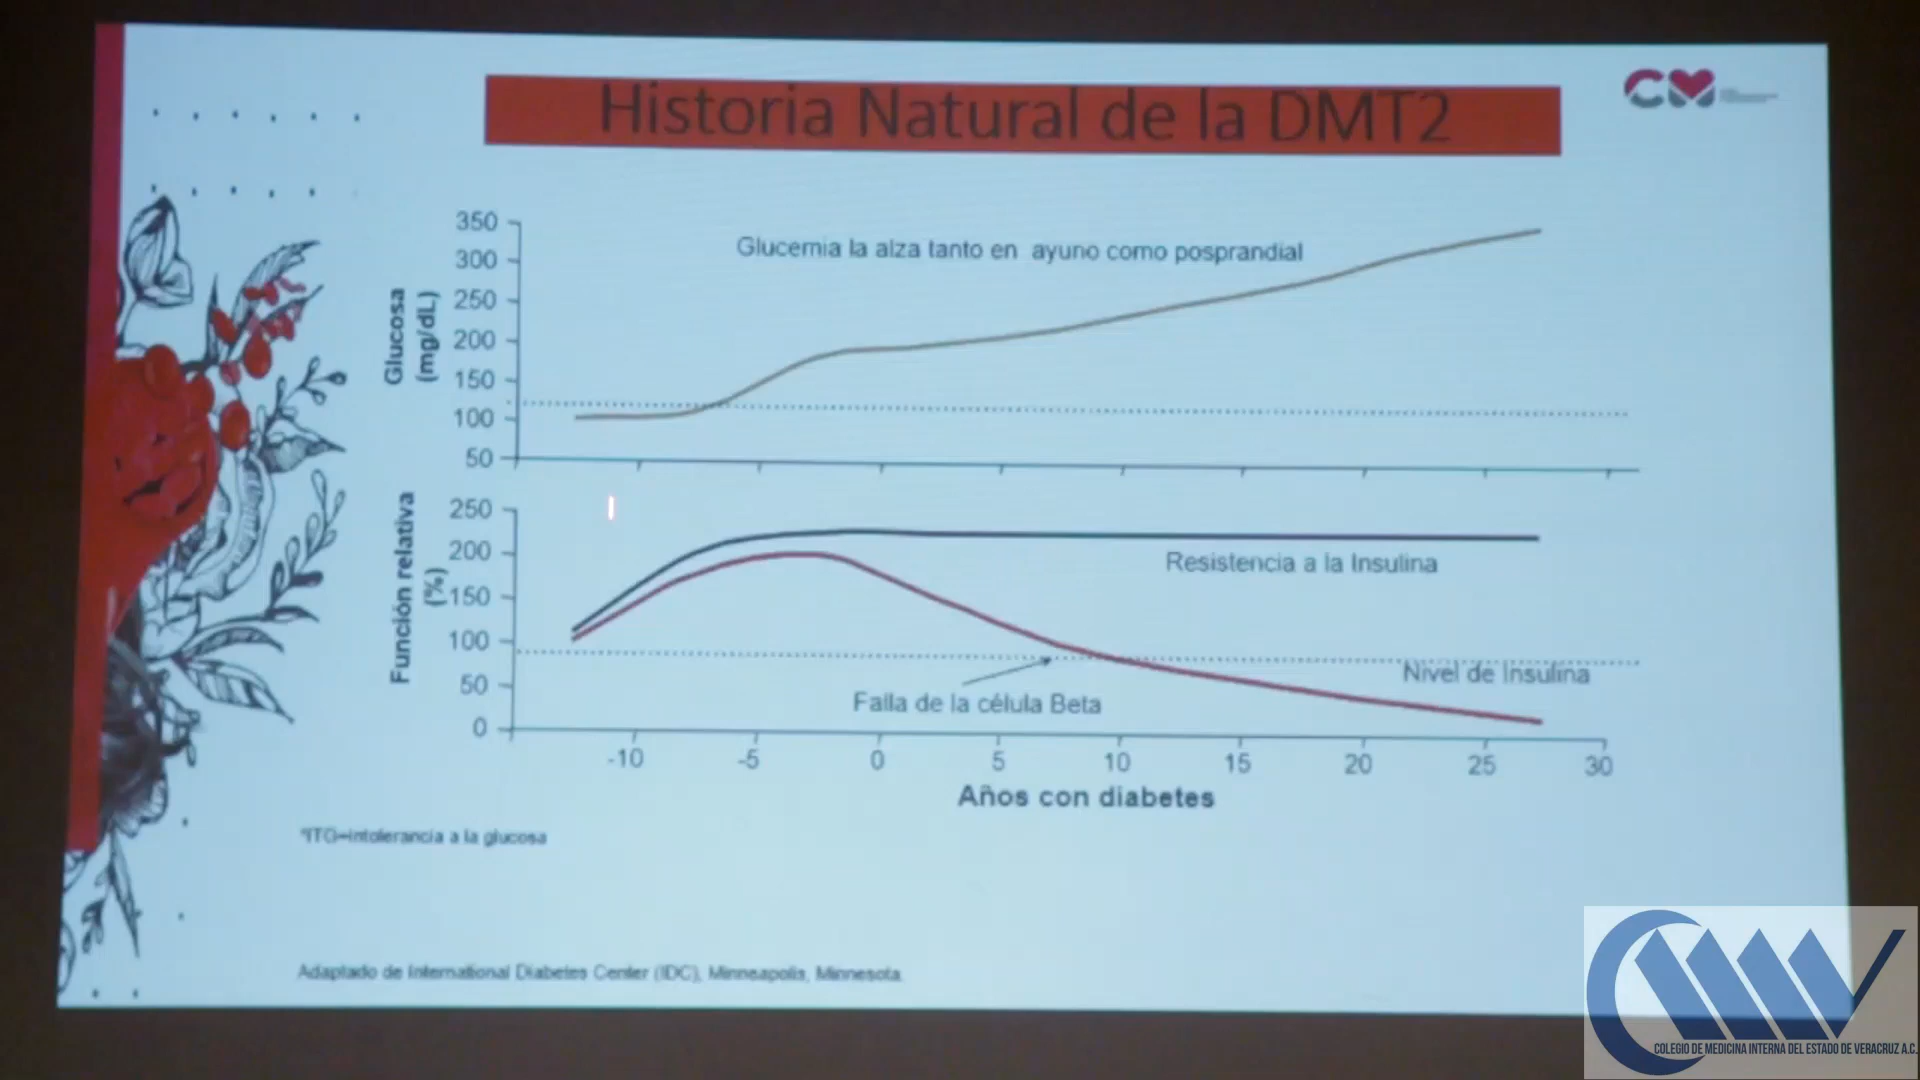 Historia Natural de la DMT2
CM
350
300
250
200
150
100
50
Glucosa
(mg/dL)
Glucemia la alza tanto en ayuno como posprandial
250
200
150
100
50
0
Función relativa
(%)
Resistencia a la Insulina
Nivel de Insulina
Falla de la célula Beta
-10 -5 0 5 10 15 20 25 30
Años con diabetes
*ITG=intolerancia a la glucosa
Adaptado de International Diabetes Center (IDC), Minneapolis, Minnesota.
COLEGIO DE MEDICINA INTERNA DEL ESTADO DE VERACRUZ A.C.